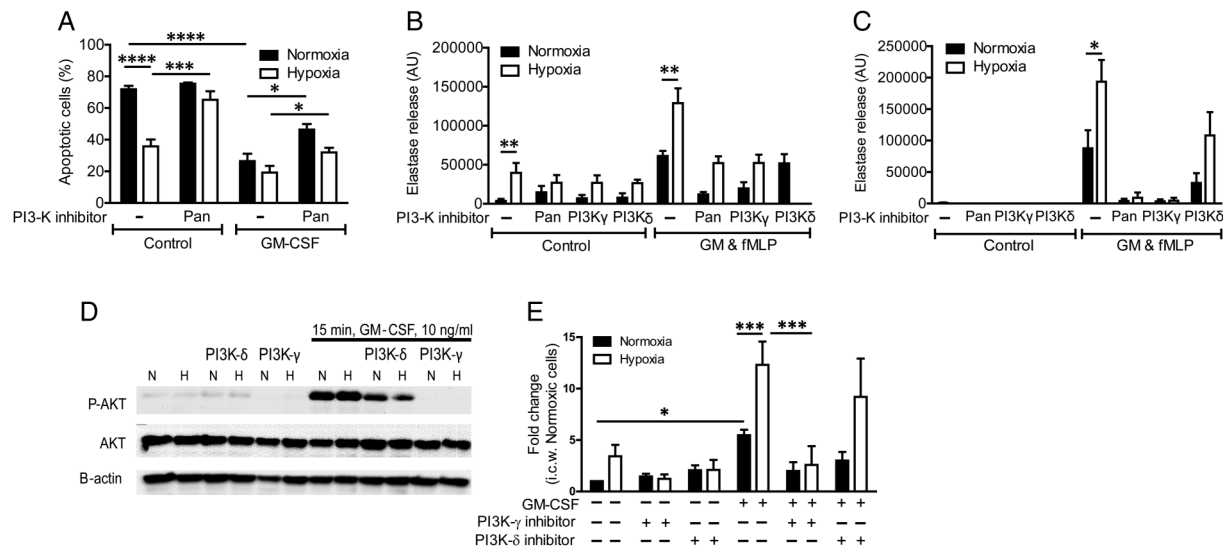 A
Apoptotic cells (%)
100
80
60
40
20
0
**** 
**** *** 
* 
* 
Normoxia
Hypoxia
PI3-K inhibitor – Pan – Pan
Control GM-CSF
B
Elastase release (AU)
200000
150000
100000
50000
0
Normoxia
Hypoxia
** 
** 
PI3-K inhibitor – Pan PI3Kγ PI3Kδ – Pan PI3Kγ PI3Kδ
Control GM & fMLP
C
Elastase release (AU)
250000
200000
150000
100000
50000
0
Normoxia
Hypoxia
* 
PI3-K inhibitor – Pan PI3Kγ PI3Kδ – Pan PI3Kγ PI3Kδ
Control GM & fMLP
D
15 min, GM-CSF, 10 ng/ml
PI3K-δ PI3K-γ PI3K-δ PI3K-γ
N H N H N H N H N H N H
P-AKT
AKT
B-actin
E
Fold change
(i.c.w. Normoxic cells)
15
10
5
0
Normoxia
Hypoxia
* 
*** *** 
GM-CSF – – – – – – + + + + + +
PI3K-γ inhibitor – – + + – – – – + + – –
PI3K-δ inhibitor – – – – + + – – – – + +